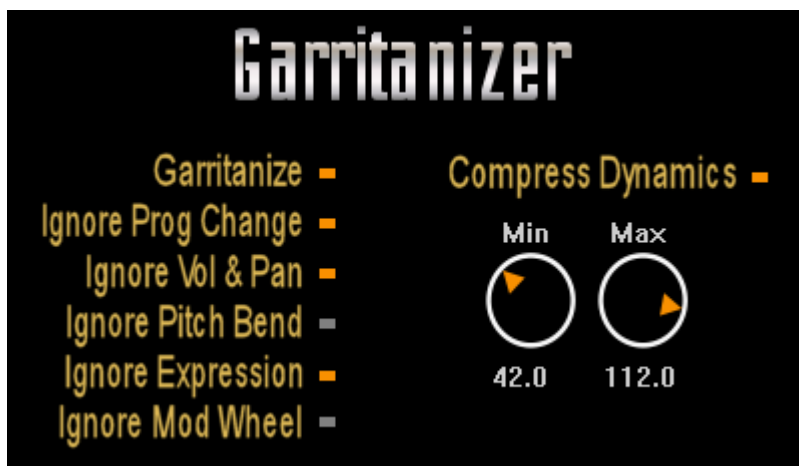 Garritanizer
Garritanize
Ignore Prog Change
Ignore Vol & Pan
Ignore Pitch Bend
Ignore Expression
Ignore Mod Wheel
Compress Dynamics
Min Max
42.0 112.0